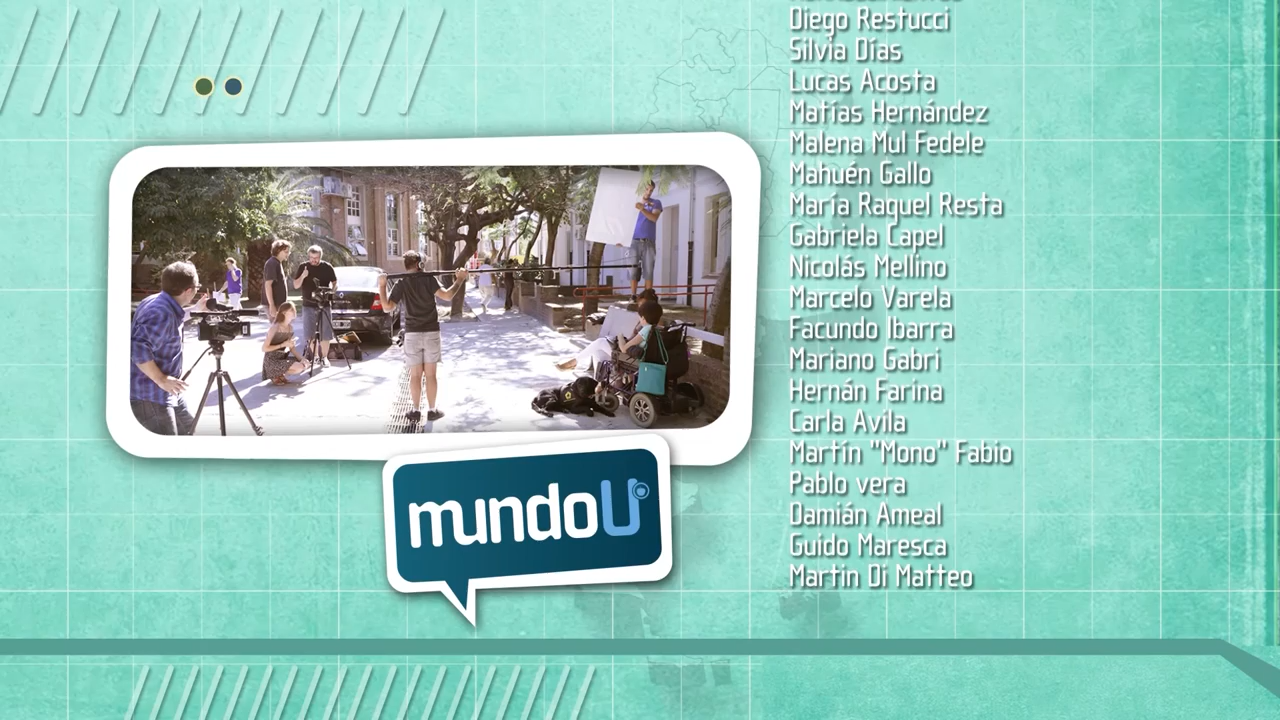 Diego Restucci
Silvia Días
Lucas Acosta
Matías Hernández
Malena Mul Fedele
Mahuén Gallo
María Raquel Resta
Gabriela Capel
Nicolás Mellino
Marcelo Varela
Facundo Ibarra
Mariano Gabri
Hernán Farina
Carla Avila
Martín "Mono" Fabio
Pablo vera
Damián Ameal
Guido Maresca
Martin Di Matteo
mundoU